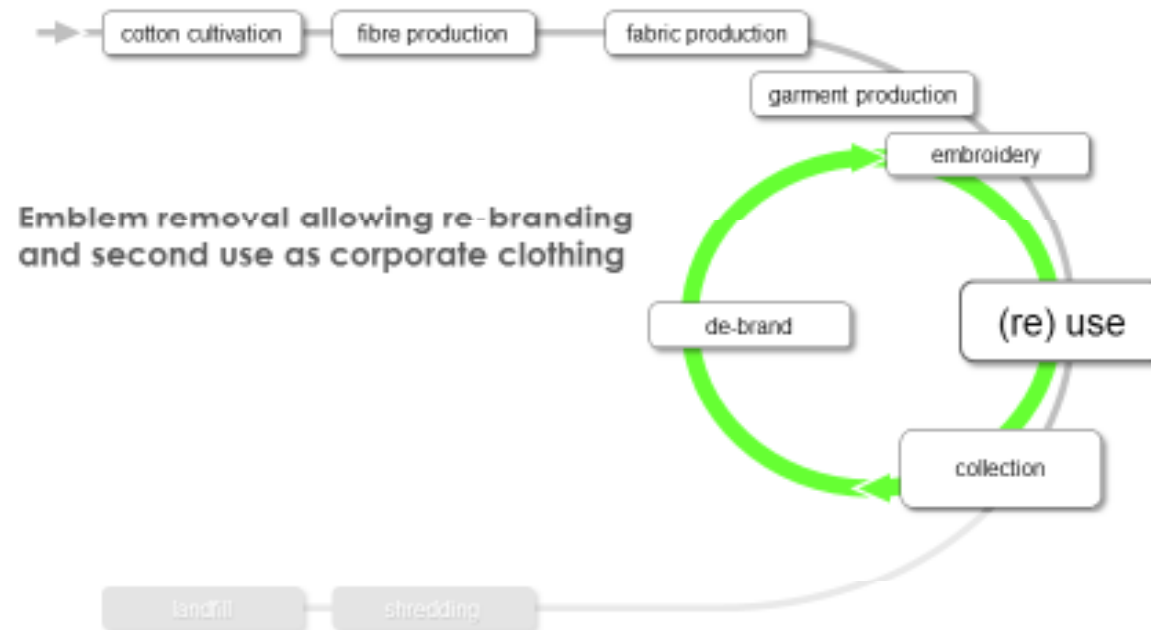 cotton cultivation
fibre production
fabric production
garment production
embroidery
Emblem removal allowing re-branding
and second use as corporate clothing
de-brand
(re) use
collection
landfill
shredding